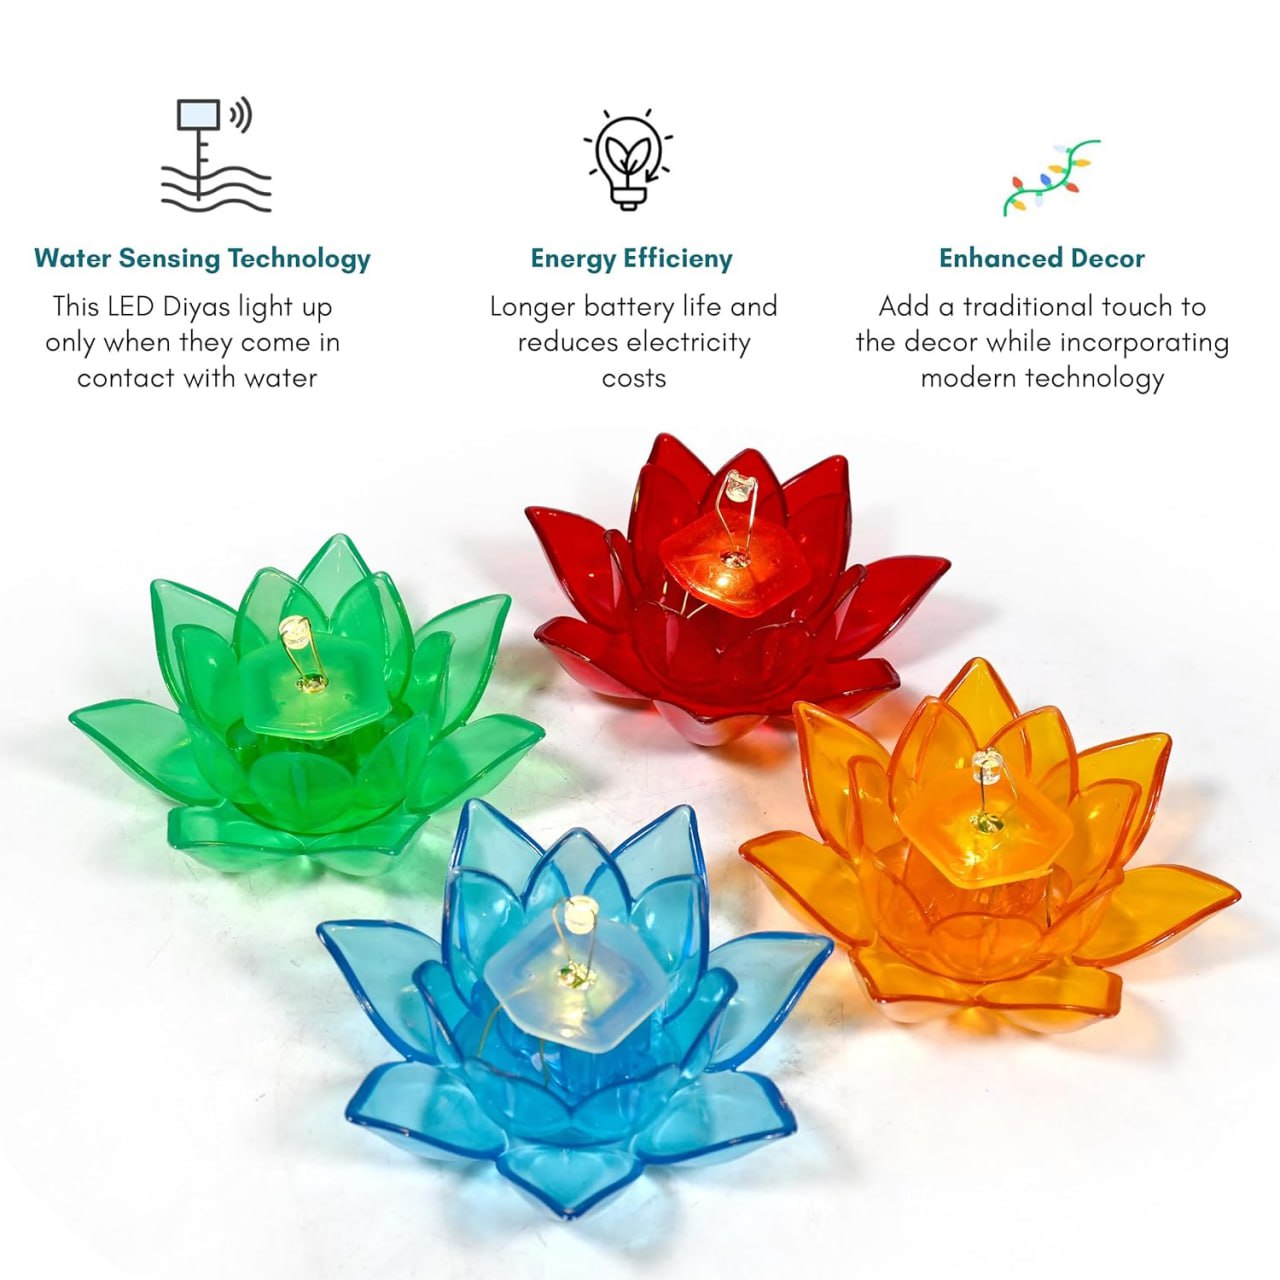 Water Sensing Technology
This LED Diyas light up
only when they come in
contact with water
Energy Efficieny
Longer battery life and
reduces electricity
costs
Enhanced Decor
Add a traditional touch to
the decor while incorporating
modern technology